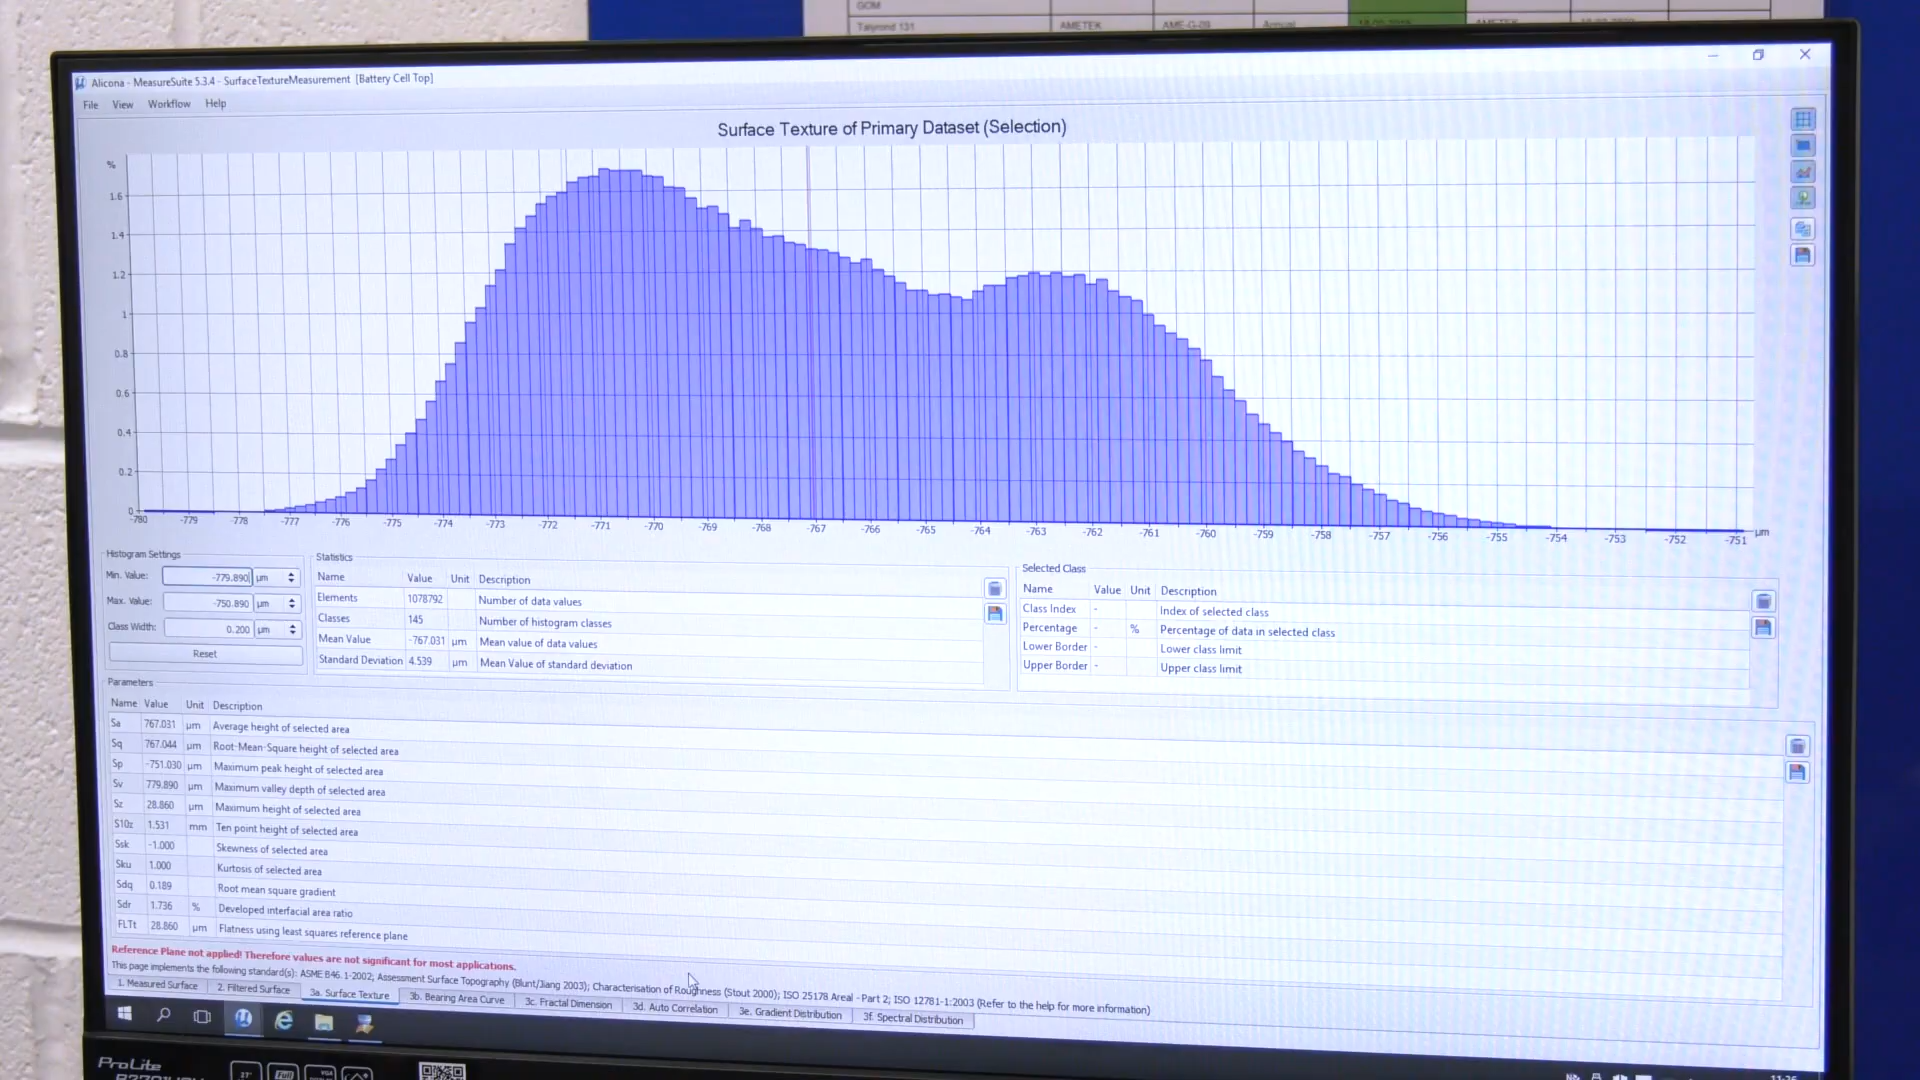 GOM
Talyrond 131 AMETEK AME-G-09 Annual
Alicona - MeasureSuite 5.3.4 - SurfaceTextureMeasurement [Battery Cell Top]
File View Workflow Help
Surface Texture of Primary Dataset (Selection)
%
1.6
1.4
1.2
1
0.8
0.6
0.4
0.2
0
-780 -779 -778 -777 -776 -775 -774 -773 -772 -771 -770 -769 -768 -767 -766 -765 -764 -763 -762 -761 -760 -759 -758 -757 -756 -755 -754 -753 -752 -751 µm
Histogram Settings
Min. Value: -779.890 µm
Max. Value: -750.890 µm
Class Width: 0.200 µm
Reset
Statistics
Name Value Unit Description
Elements 1078792 Number of data values
Classes 145 Number of histogram classes
Mean Value -767.031 µm Mean value of data values
Standard Deviation 4.539 µm Mean Value of standard deviation
Selected Class
Name Value Unit Description
Class Index - Index of selected class
Percentage - % Percentage of data in selected class
Lower Border - Lower class limit
Upper Border - Upper class limit
Parameters
Name Value Unit Description
Sa 767.031 µm Average height of selected area
Sq 767.044 µm Root-Mean-Square height of selected area
Sp -751.030 µm Maximum peak height of selected area
Sv 779.890 µm Maximum valley depth of selected area
Sz 28.860 µm Maximum height of selected area
S10z 1.531 mm Ten point height of selected area
Ssk -1.000 Skewness of selected area
Sku 1.000 Kurtosis of selected area
Sdq 0.189 Root mean square gradient
Sdr 1.736 % Developed interfacial area ratio
FLTt 28.860 µm Flatness using least squares reference plane
Reference Plane not applied! Therefore values are not significant for most applications.
This page implements the following standard(s): ASME B46.1-2002; Assessment Surface Topography (Blunt/Jiang 2003); Characterisation of Roughness (Stout 2000); ISO 25178 Areal - Part 2; ISO 12781-1:2003 (Refer to the help for more information)
1. Measured Surface 2. Filtered Surface 3a. Surface Texture 3b. Bearing Area Curve 3c. Fractal Dimension 3d. Auto Correlation 3e. Gradient Distribution 3f. Spectral Distribution
ProLite
27" Full VGA